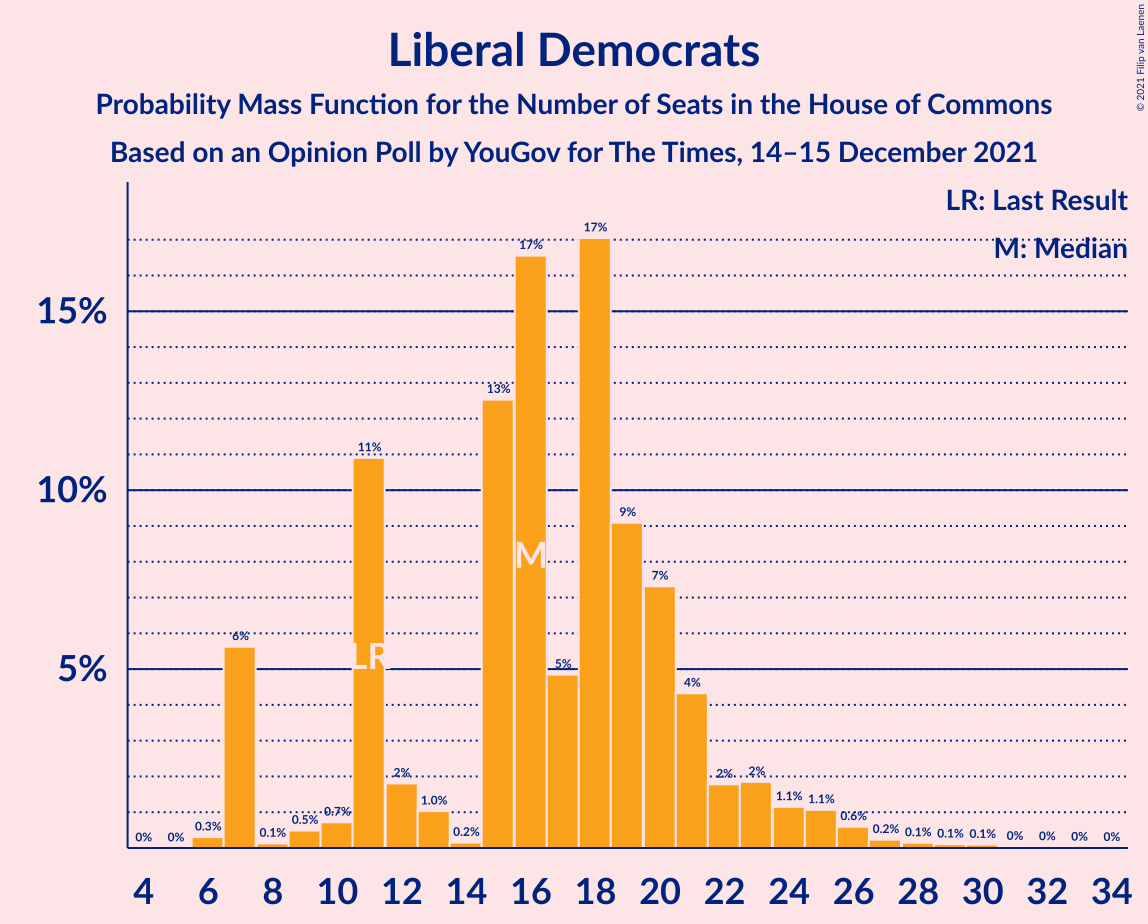 Liberal Democrats
Probability Mass Function for the Number of Seats in the House of Commons
Based on an Opinion Poll by YouGov for The Times, 14–15 December 2021
© 2021 Filip van Laenen
LR: Last Result
M: Median
15%
10%
5%
0% 0% 0.3% 6% 0.1% 0.5% 0.7% 11% 2% 1.0% 0.2% 13% 17% 5% 17% 9% 7% 4% 2% 2% 1.1% 1.1% 0.6% 0.2% 0.1% 0.1% 0.1% 0% 0% 0% 0%
LR
M
4 6 8 10 12 14 16 18 20 22 24 26 28 30 32 34